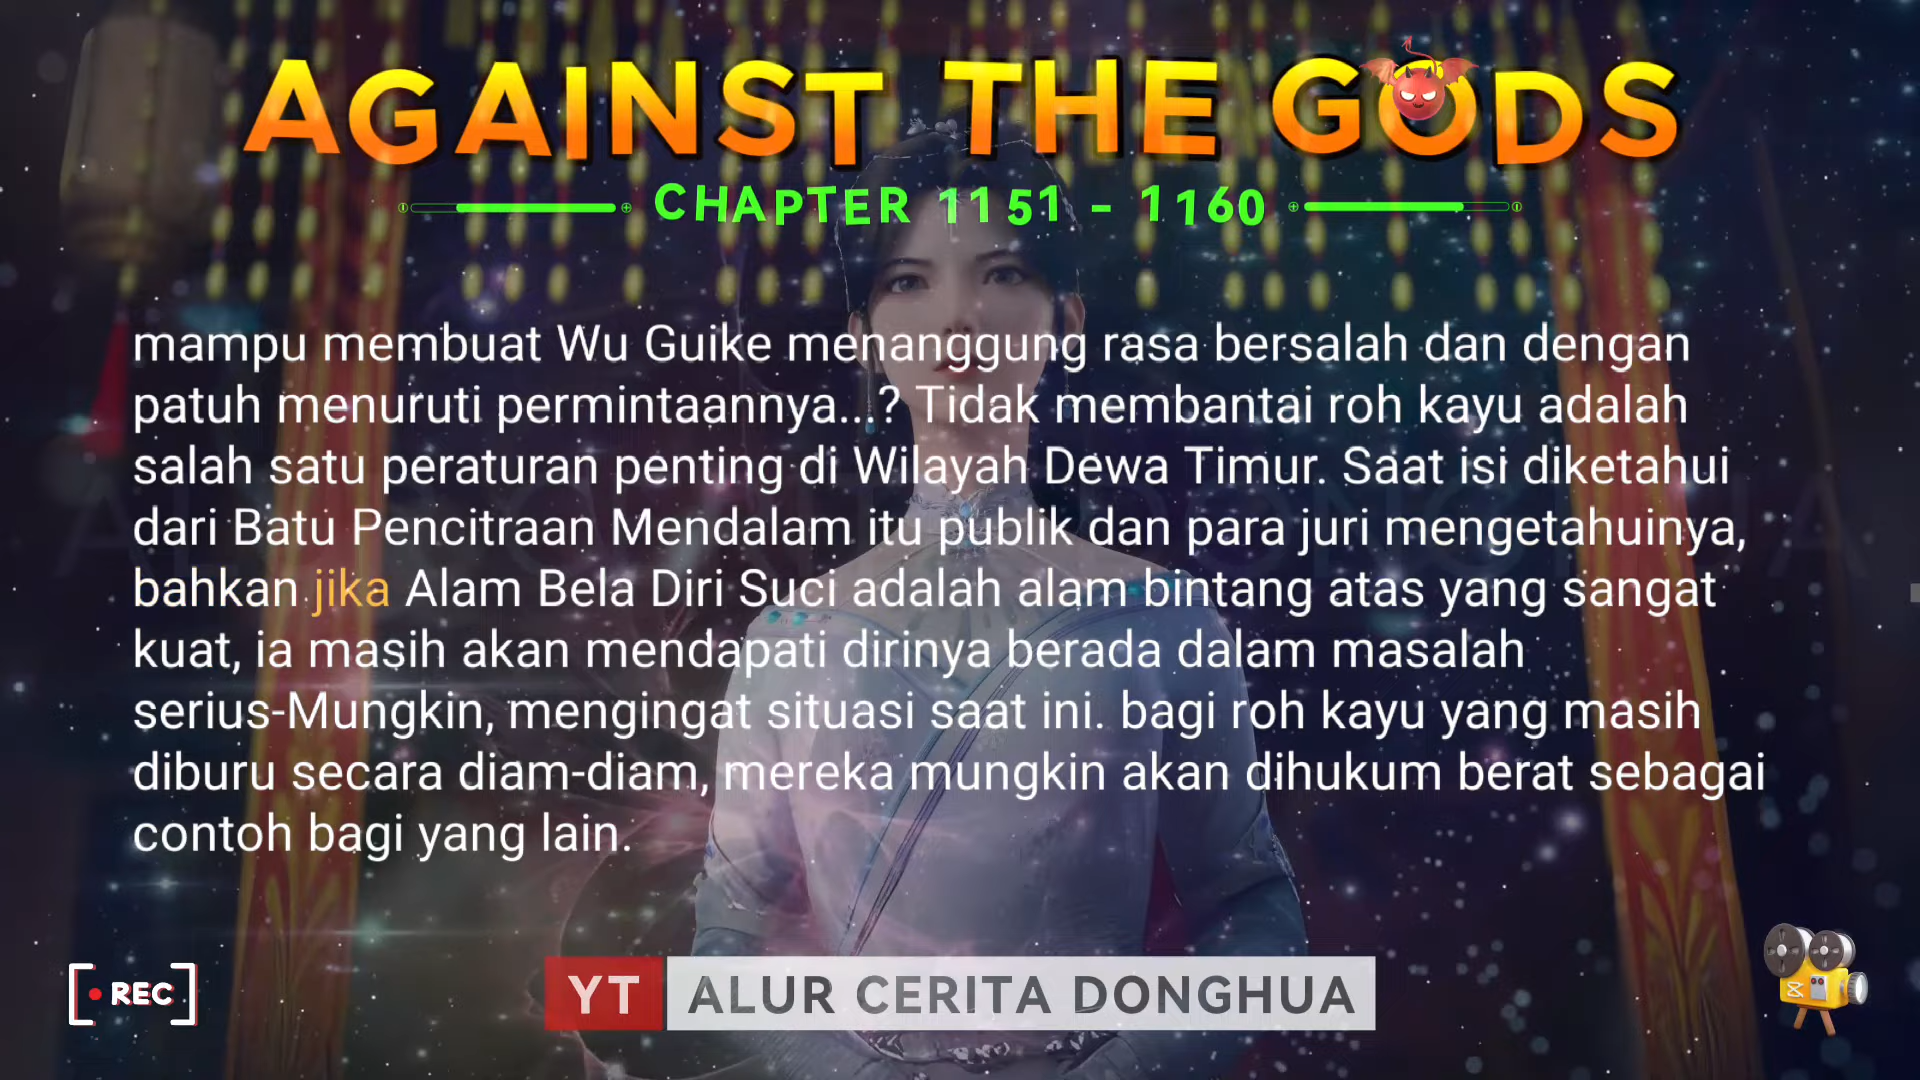 AGAINST THE GODS
CHAPTER 1151 - 1160
mampu membuat Wu Guike menanggung rasa bersalah dan dengan
patuh menuruti permintaannya...? Tidak membantai roh kayu adalah
salah satu peraturan penting di Wilayah Dewa Timur. Saat isi diketahui
dari Batu Pencitraan Mendalam itu publik dan para juri mengetahuinya,
bahkan jika Alam Bela Diri Suci adalah alam bintang atas yang sangat
kuat, ia masih akan mendapati dirinya berada dalam masalah
serius-Mungkin, mengingat situasi saat ini. bagi roh kayu yang masih
diburu secara diam-diam, mereka mungkin akan dihukum berat sebagai
contoh bagi yang lain.
REC
YT ALUR CERITA DONGHUA